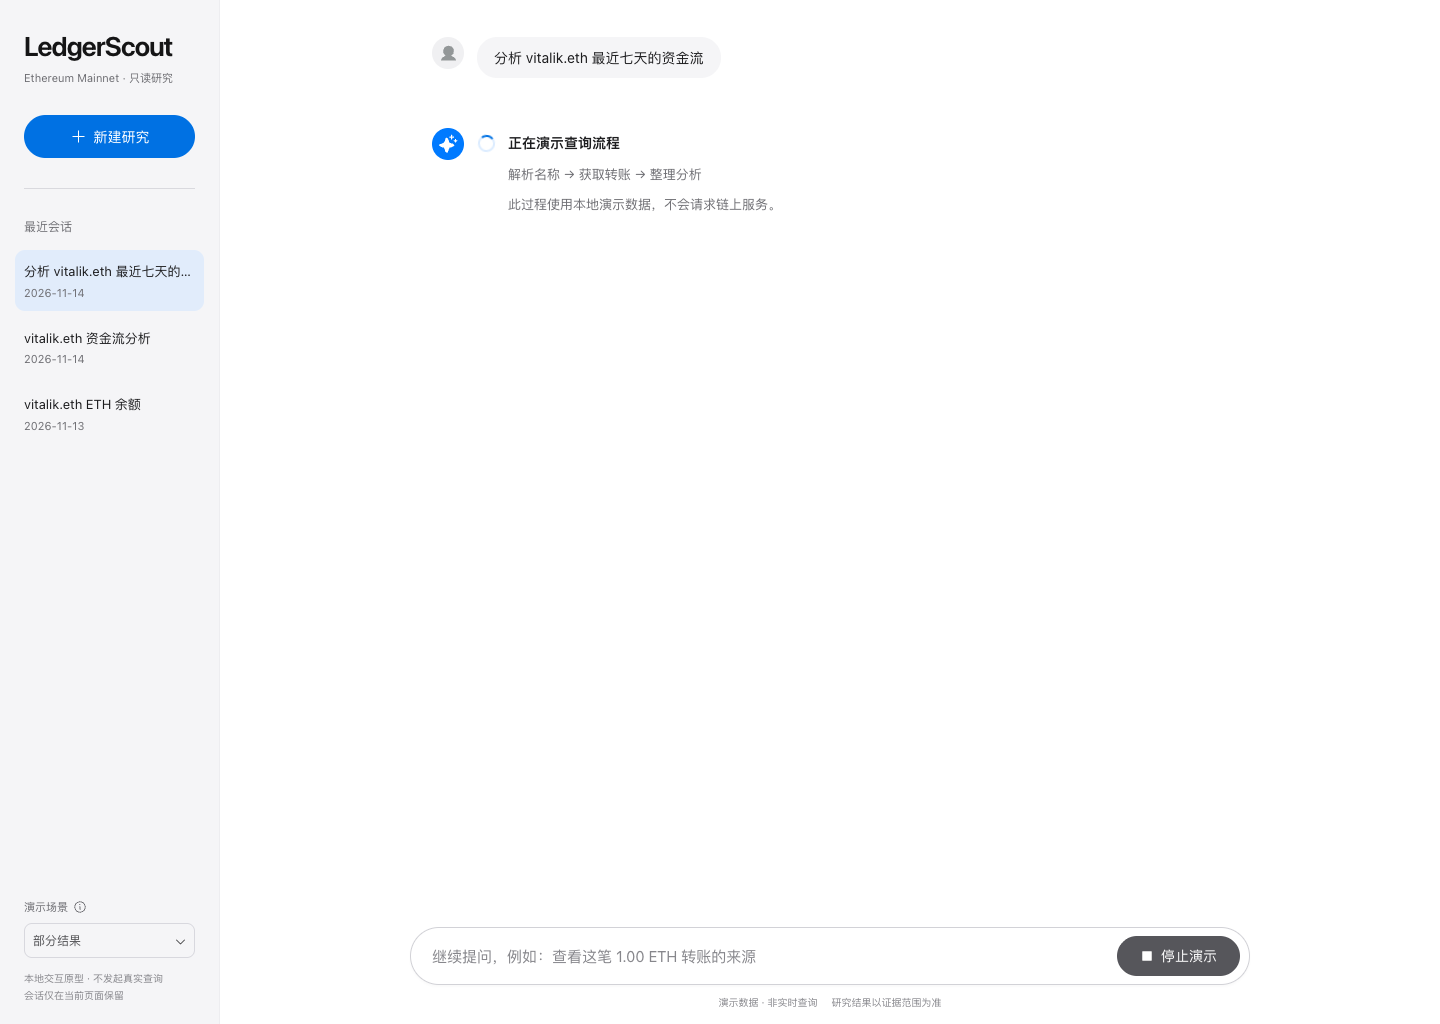 LedgerScout
Ethereum Mainnet · 只读研究
新建研究
最近会话
分析 vitalik.eth 最近七天的...
2026-11-14
vitalik.eth 资金流分析
2026-11-14
vitalik.eth ETH 余额
2026-11-13
演示场景
部分结果
本地交互原型 · 不发起真实查询
会话仅在当前页面保留
分析 vitalik.eth 最近七天的资金流
正在演示查询流程
解析名称 → 获取转账 → 整理分析
此过程使用本地演示数据，不会请求链上服务。
继续提问，例如：查看这笔 1.00 ETH 转账的来源
停止演示
演示数据 · 非实时查询 研究结果以证据范围为准